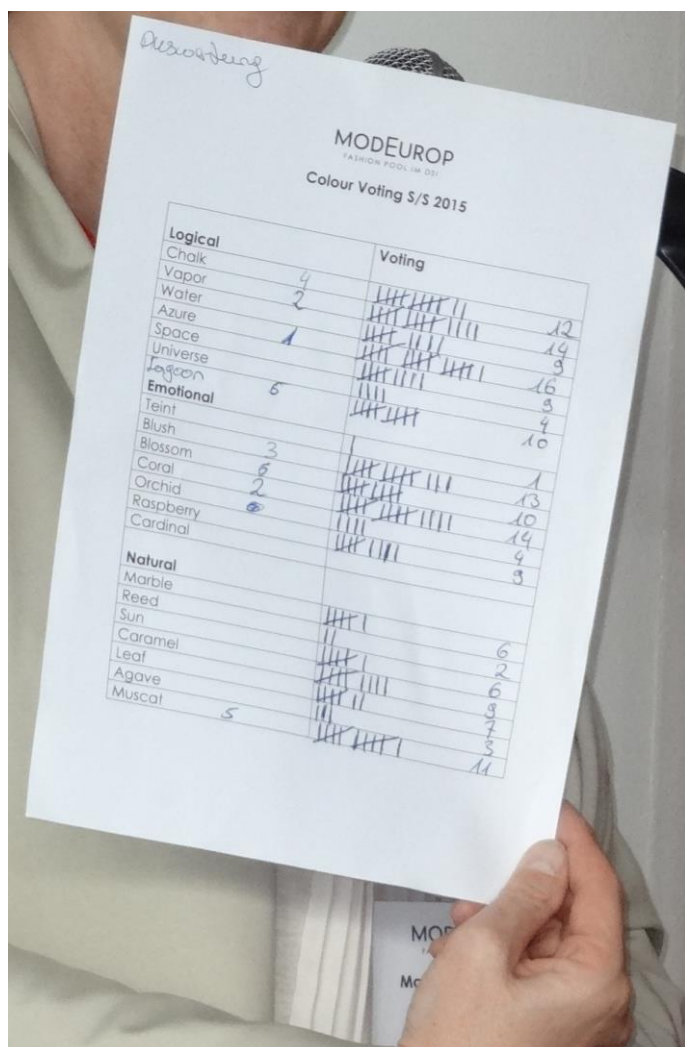 Auswertung
MODEUROP
FASHION POOL IM DSI
Colour Voting S/S 2015
Logical Voting
Chalk 4 12
Vapor 2 14
Water 9
Azure 1 16
Space 9
Universe 4
Lagoon 6 10
Emotional
Teint 1
Blush 3 13
Blossom 6 10
Coral 2 14
Orchid 4
Raspberry 9
Cardinal
Natural
Marble 6
Reed 2
Sun 6
Caramel 9
Leaf 7
Agave 3
Muscat 5 11